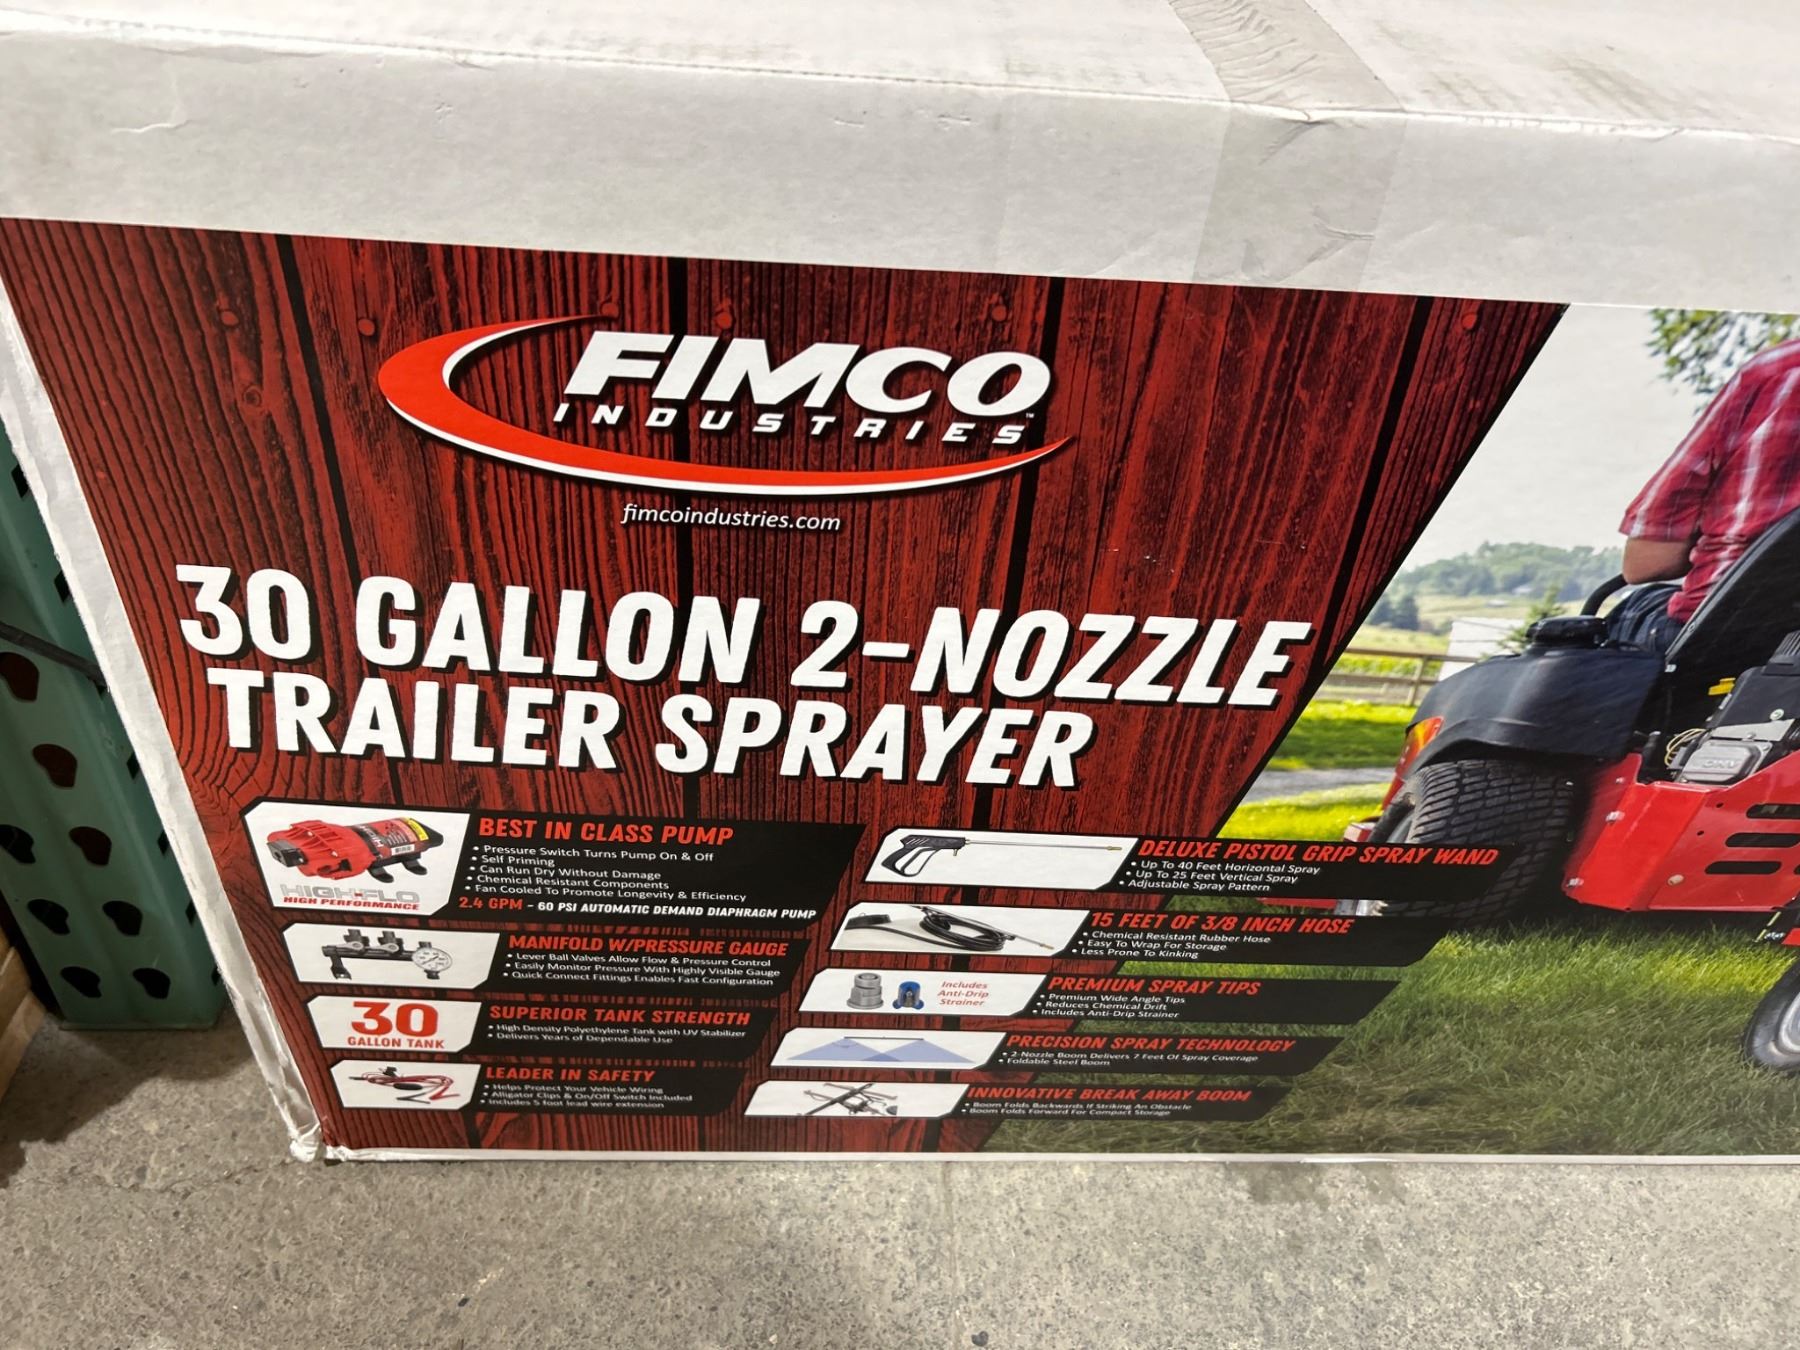 FIMCO
INDUSTRIES™
fimcoindustries.com
30 GALLON 2-NOZZLE
TRAILER SPRAYER
HIGH-FLO
HIGH PERFORMANCE
BEST IN CLASS PUMP
• Pressure Switch Turns Pump On & Off
• Self Priming
• Can Run Dry Without Damage
• Chemical Resistant Components
• Fan Cooled To Promote Longevity & Efficiency
2.4 GPM - 60 PSI AUTOMATIC DEMAND DIAPHRAGM PUMP
MANIFOLD W/PRESSURE GAUGE
• Lever Ball Valves Allow Flow & Pressure Control
• Easily Monitor Pressure With Highly Visible Gauge
• Quick Connect Fittings Enables Fast Configuration
30
GALLON TANK
SUPERIOR TANK STRENGTH
• High Density Polyethylene Tank with UV Stabilizer
• Delivers Years of Dependable Use
LEADER IN SAFETY
• Helps Protect Your Vehicle Wiring
• Alligator Clips & On/Off Switch Included
• Includes 5 foot lead wire extension
DELUXE PISTOL GRIP SPRAY WAND
• Up To 40 Feet Horizontal Spray
• Up To 25 Feet Vertical Spray
• Adjustable Spray Pattern
15 FEET OF 3/8 INCH HOSE
• Chemical Resistant Rubber Hose
• Easy To Wrap For Storage
• Less Prone To Kinking
Includes
Anti-Drip
Strainer
PREMIUM SPRAY TIPS
• Premium Wide Angle Tips
• Reduces Chemical Drift
• Includes Anti-Drip Strainer
PRECISION SPRAY TECHNOLOGY
• 2-Nozzle Boom Delivers 7 Feet Of Spray Coverage
• Foldable Steel Boom
INNOVATIVE BREAK AWAY BOOM
• Boom Folds Backwards If Striking An Obstacle
• Boom Folds Forward For Compact Storage